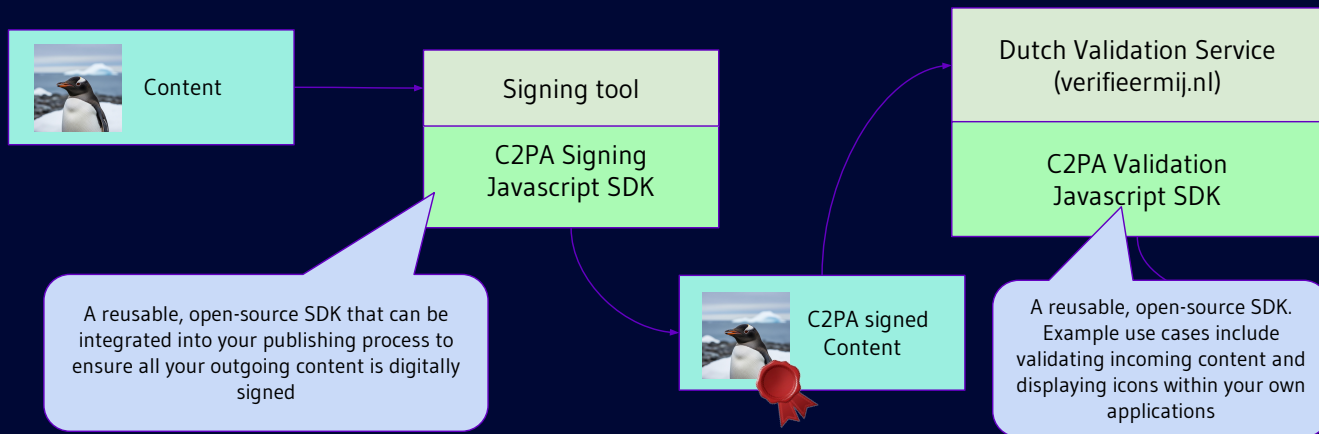 Content
Signing tool
C2PA Signing
Javascript SDK
A reusable, open-source SDK that can be
integrated into your publishing process to
ensure all your outgoing content is digitally
signed
C2PA signed
Content
Dutch Validation Service
(verifieermij.nl)
C2PA Validation
Javascript SDK
A reusable, open-source SDK.
Example use cases include
validating incoming content and
displaying icons within your own
applications